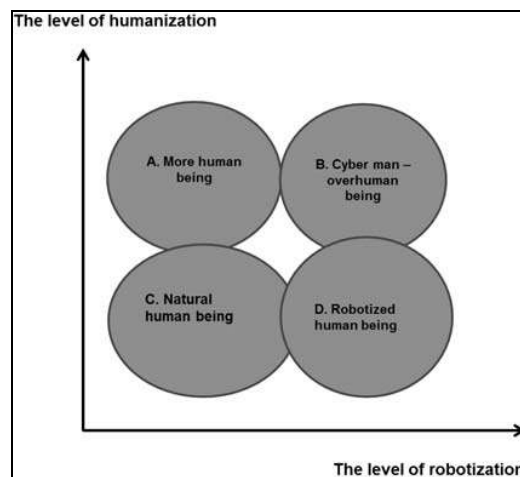 The level of humanization
A. More human
being
B. Cyber man –
overhuman
being
C. Natural
human being
D. Robotized
human being
The level of robotization